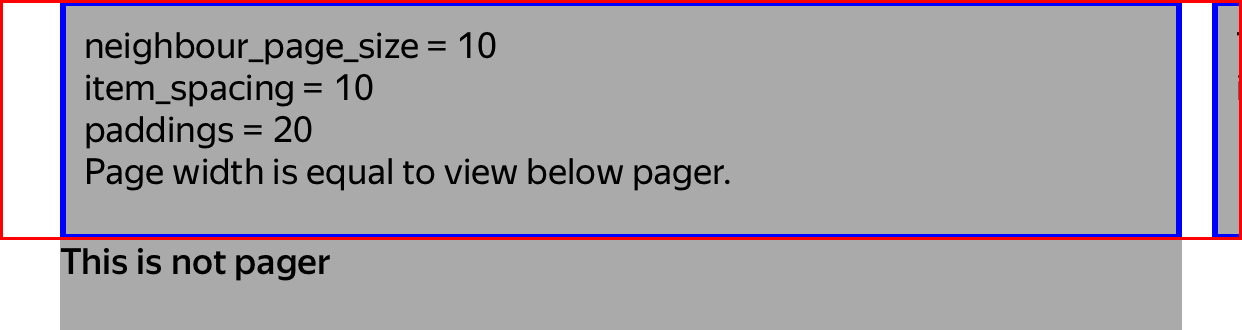 neighbour_page_size = 10
item_spacing = 10
paddings = 20
Page width is equal to view below pager.
This is not pager